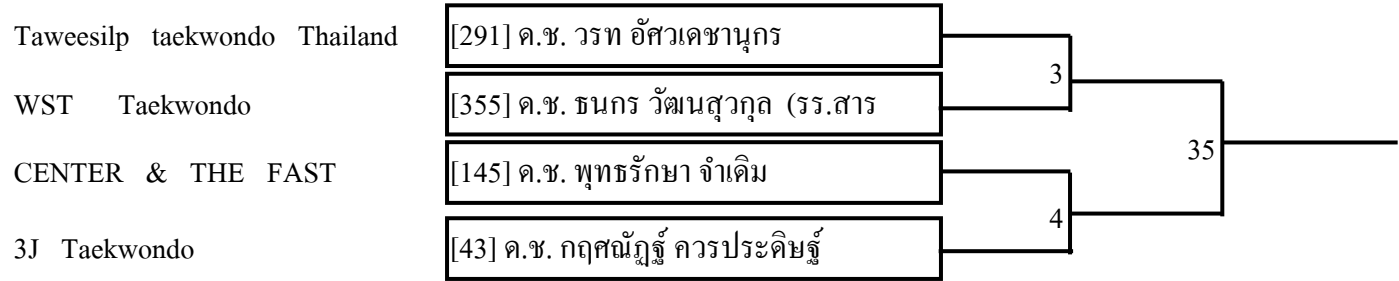 Taweesilp taekwondo Thailand [291] ด.ช. วรท อัศวเดชานุกร
3
WST Taekwondo [355] ด.ช. ธนกร วัฒนสุวกุล (รร.สาร
35
CENTER & THE FAST [145] ด.ช. พุทธรักษา จำเดิม
4
3J Taekwondo [43] ด.ช. กฤศณัฏฐ์ ควรประดิษฐ์